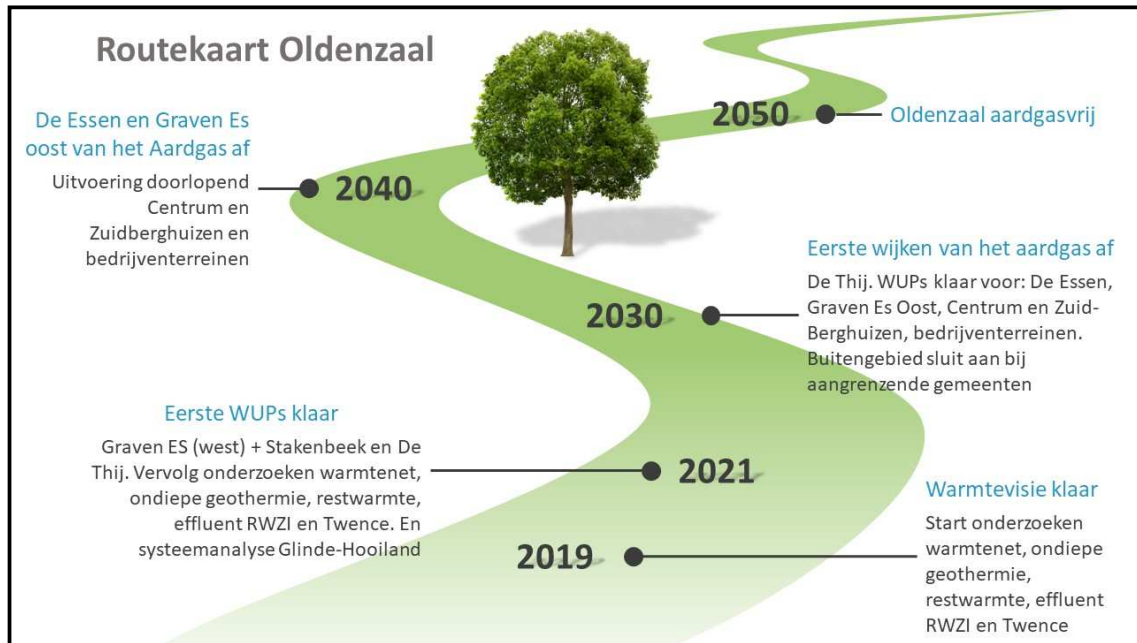 Routekaart Oldenzaal
2050
Oldenzaal aardgasvrij
De Essen en Graven Es
oost van het Aardgas af
Uitvoering doorlopend
Centrum en
Zuidberghuizen en
bedrijventerreinen
2040
Eerste wijken van het aardgas af
De Thij. WUPs klaar voor: De Essen,
Graven Es Oost, Centrum en Zuid-
Berghuizen, bedrijventerreinen.
Buitengebied sluit aan bij
aangrenzende gemeenten
2030
Eerste WUPs klaar
Graven ES (west) + Stakenbeek en De
Thij. Vervolg onderzoeken warmtenet,
ondiepe geothermie, restwarmte,
effluent RWZI en Twence. En
systeemanalyse Glinde-Hooiland
2021
Warmtevisie klaar
Start onderzoeken
warmtenet, ondiepe
geothermie,
restwarmte, effluent
RWZI en Twence
2019